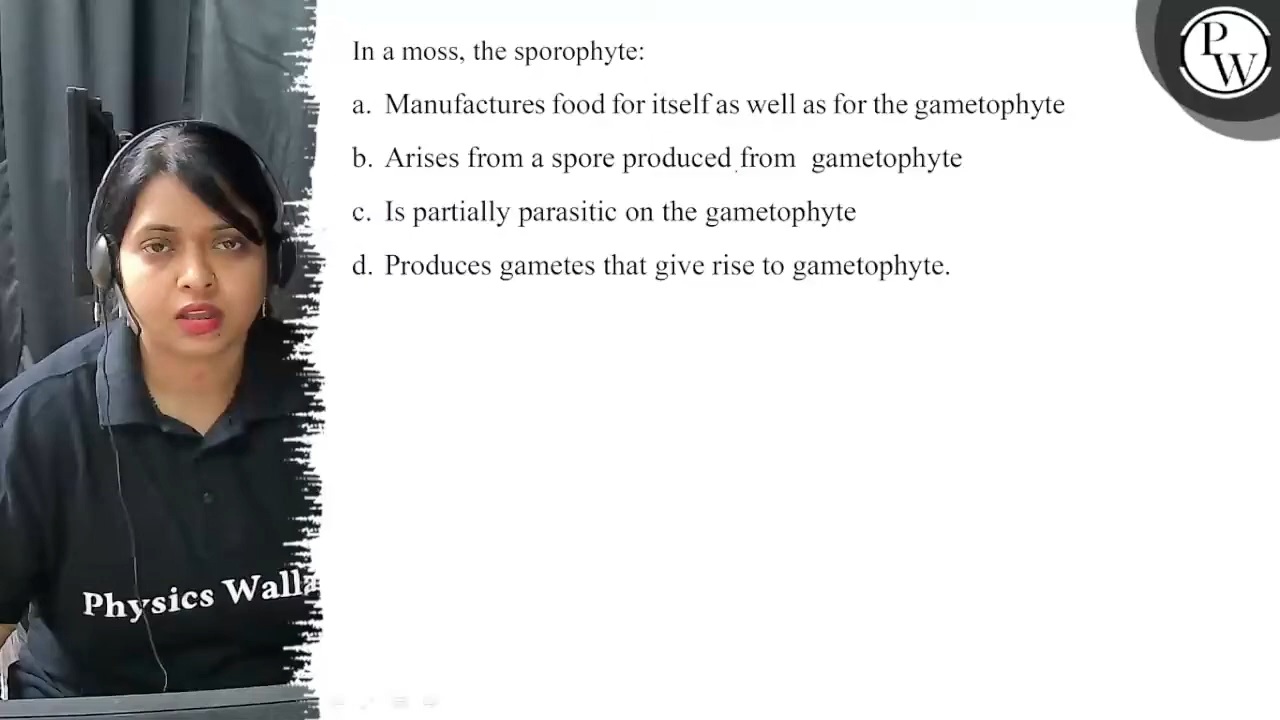 In a moss, the sporophyte:
a. Manufactures food for itself as well as for the gametophyte
b. Arises from a spore produced from gametophyte
c. Is partially parasitic on the gametophyte
d. Produces gametes that give rise to gametophyte.
PW
Physics Walla